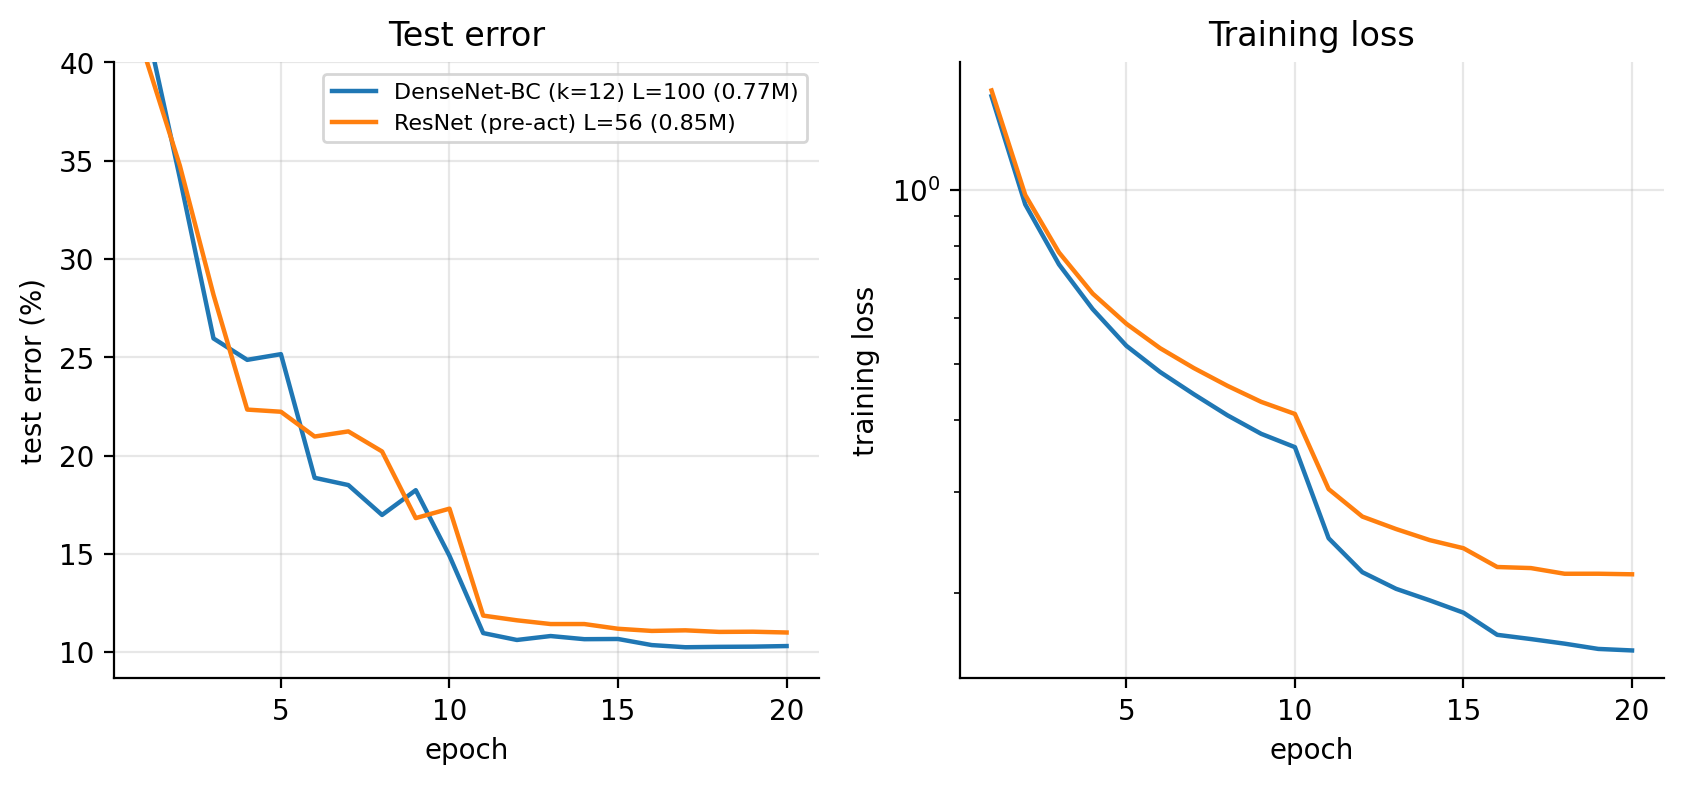 Test error
40
35
30
25
20
15
10
test error (%)
DenseNet-BC (k=12) L=100 (0.77M)
ResNet (pre-act) L=56 (0.85M)
5 10 15 20
epoch
Training loss
10⁰
training loss
5 10 15 20
epoch